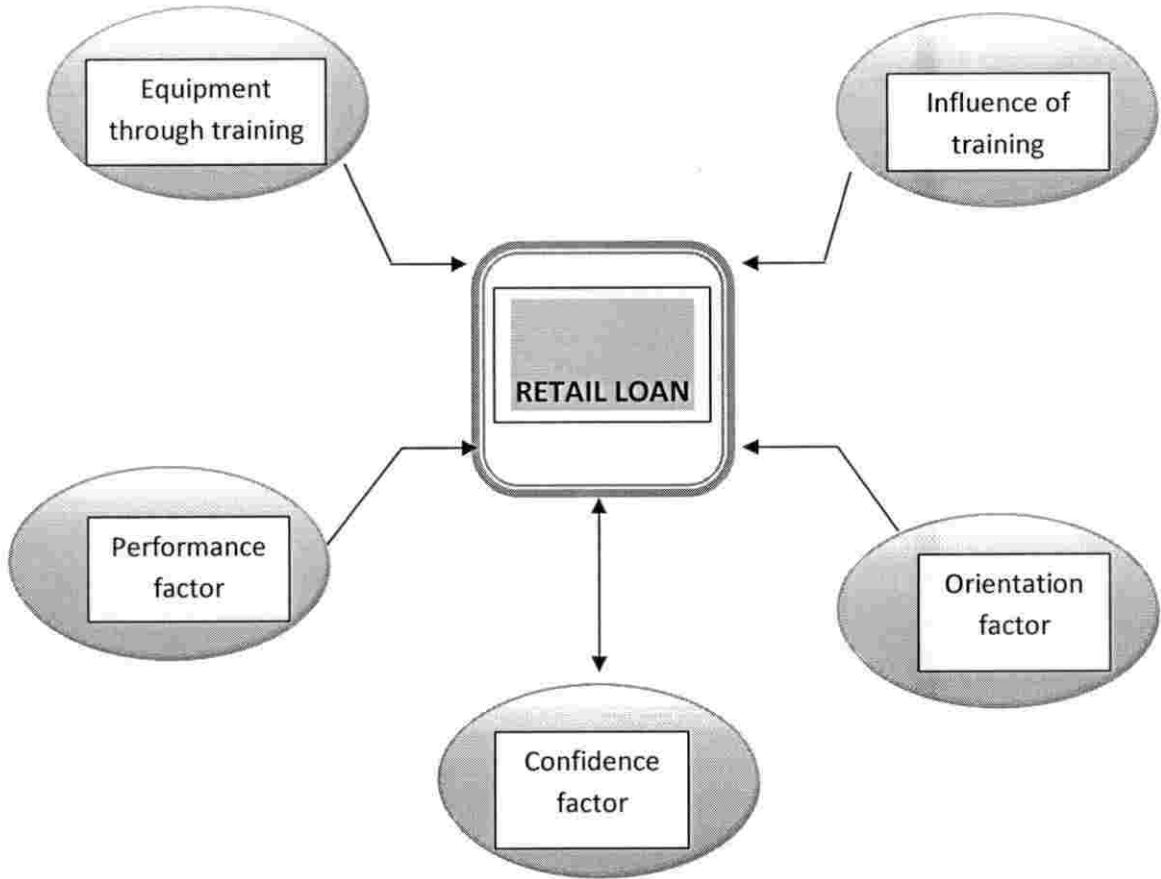 Equipment
through training
Influence of
training
RETAIL LOAN
Performance
factor
Orientation
factor
Confidence
factor